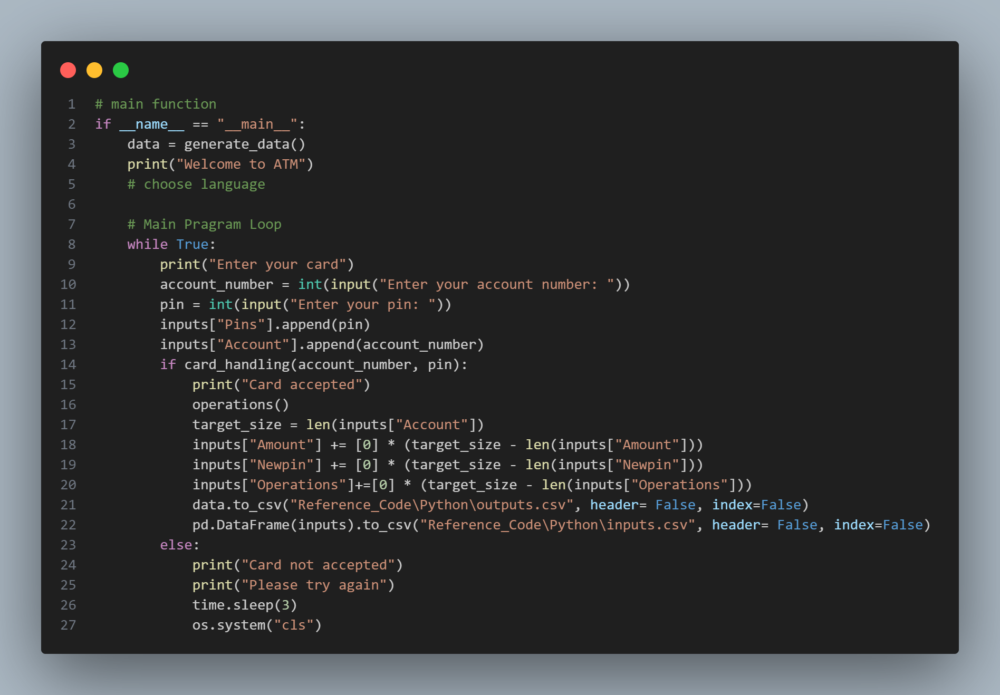 1 # main function
2 if __name__ == "__main__":
3     data = generate_data()
4     print("Welcome to ATM")
5     # choose language
6
7     # Main Pragram Loop
8     while True:
9         print("Enter your card")
10         account_number = int(input("Enter your account number: "))
11         pin = int(input("Enter your pin: "))
12         inputs["Pins"].append(pin)
13         inputs["Account"].append(account_number)
14         if card_handling(account_number, pin):
15             print("Card accepted")
16             operations()
17             target_size = len(inputs["Account"])
18             inputs["Amount"] += [0] * (target_size - len(inputs["Amount"]))
19             inputs["Newpin"] += [0] * (target_size - len(inputs["Newpin"]))
20             inputs["Operations"]+=[0] * (target_size - len(inputs["Operations"]))
21             data.to_csv("Reference_Code\Python\outputs.csv", header= False, index=False)
22             pd.DataFrame(inputs).to_csv("Reference_Code\Python\inputs.csv", header= False, index=False)
23         else:
24             print("Card not accepted")
25             print("Please try again")
26             time.sleep(3)
27             os.system("cls")